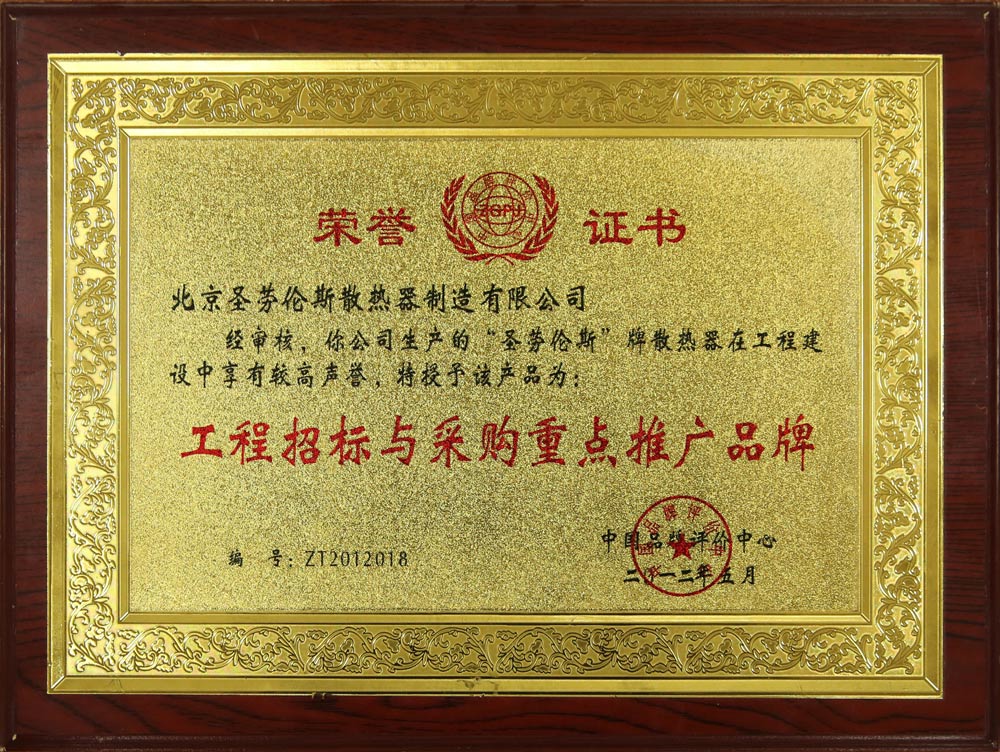 荣誉 证书
北京圣劳伦斯散热器制造有限公司
经审核，你公司生产的“圣劳伦斯”牌散热器在工程建
设中享有较高声誉，特授予该产品为：
工程招标与采购重点推广品牌
中国品牌评价中心
编 号：ZT2012018
二〇一二年五月